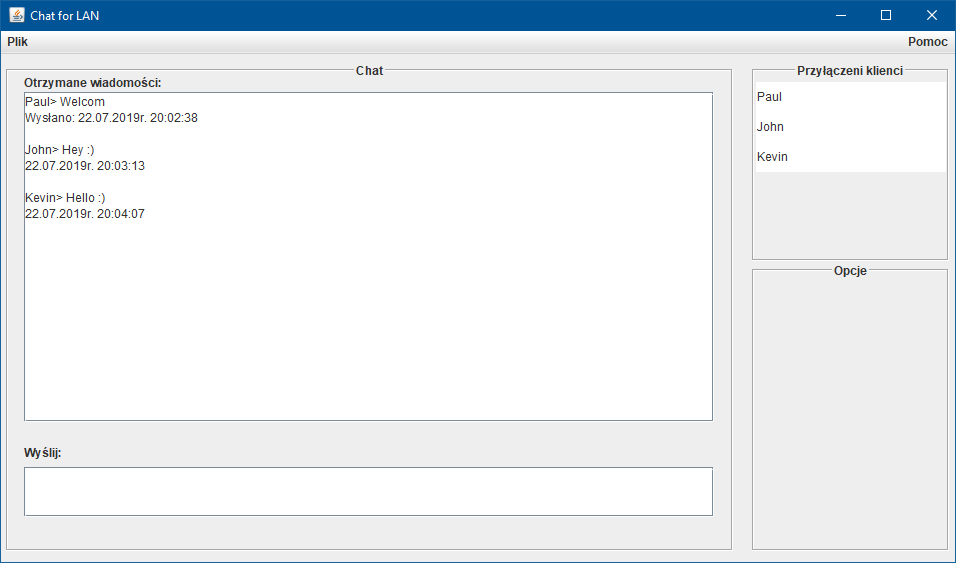 Chat for LAN
Plik
Pomoc
Chat
Otrzymane wiadomości:
Paul> Welcom
Wysłano: 22.07.2019r. 20:02:38
John> Hey :)
22.07.2019r. 20:03:13
Kevin> Hello :)
22.07.2019r. 20:04:07
Wyślij:
Przyłączeni klienci
Paul
John
Kevin
Opcje